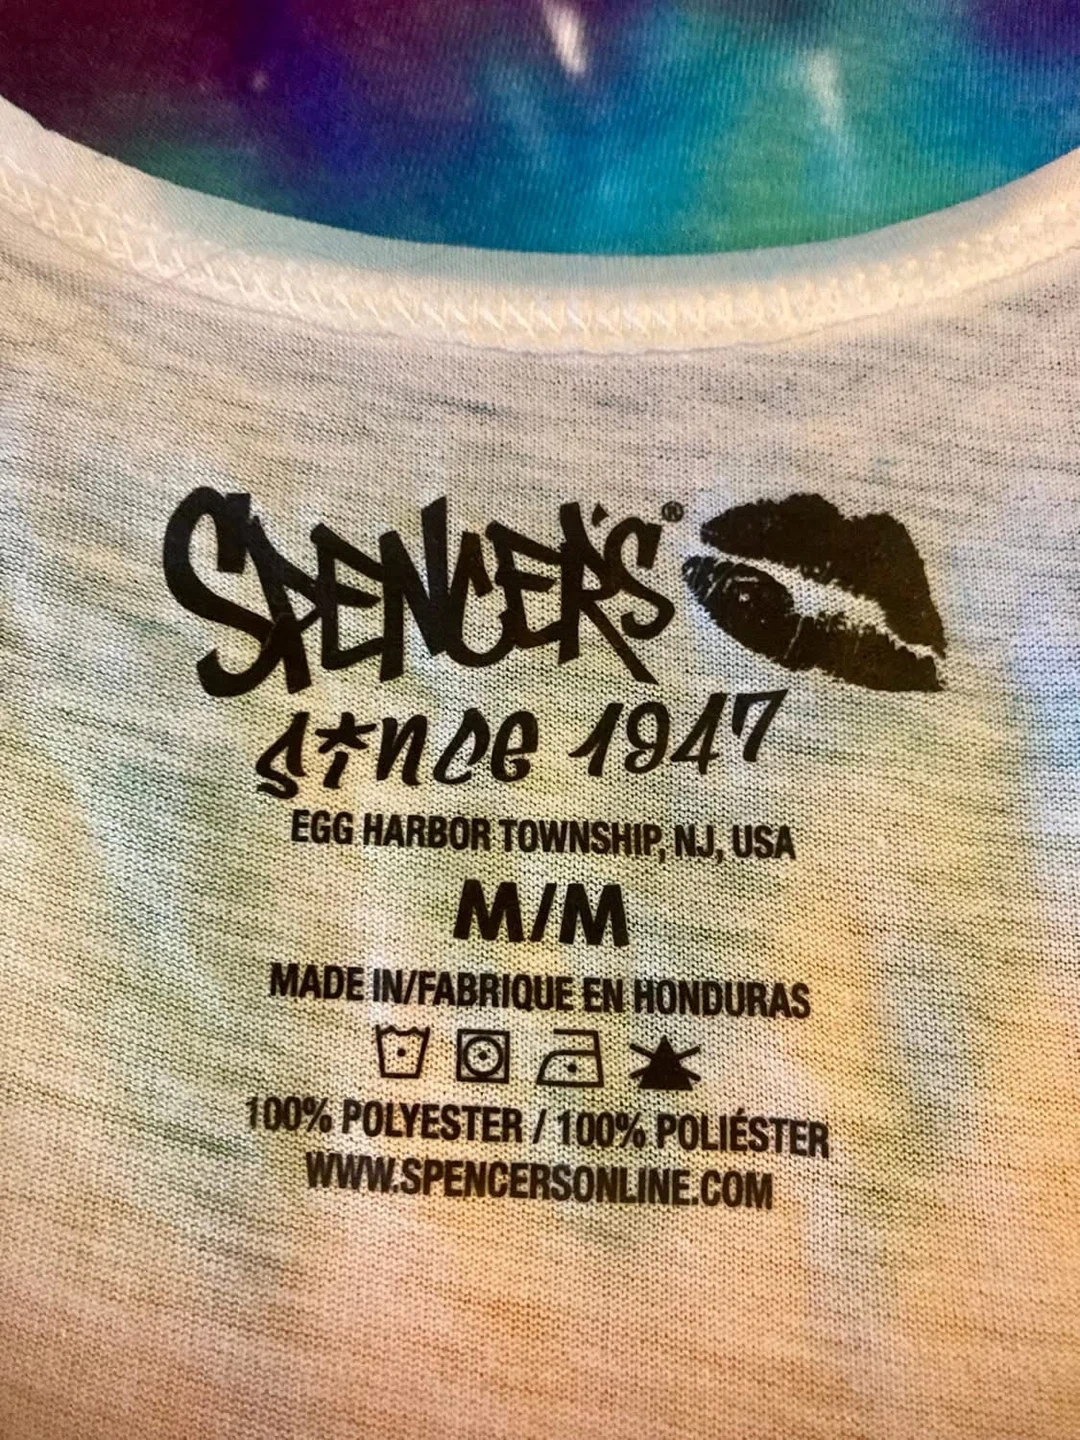 SPENCER'S®
since 1947
EGG HARBOR TOWNSHIP, NJ, USA
M/M
MADE IN/FABRIQUE EN HONDURAS
100% POLYESTER / 100% POLIÉSTER
WWW.SPENCERSONLINE.COM